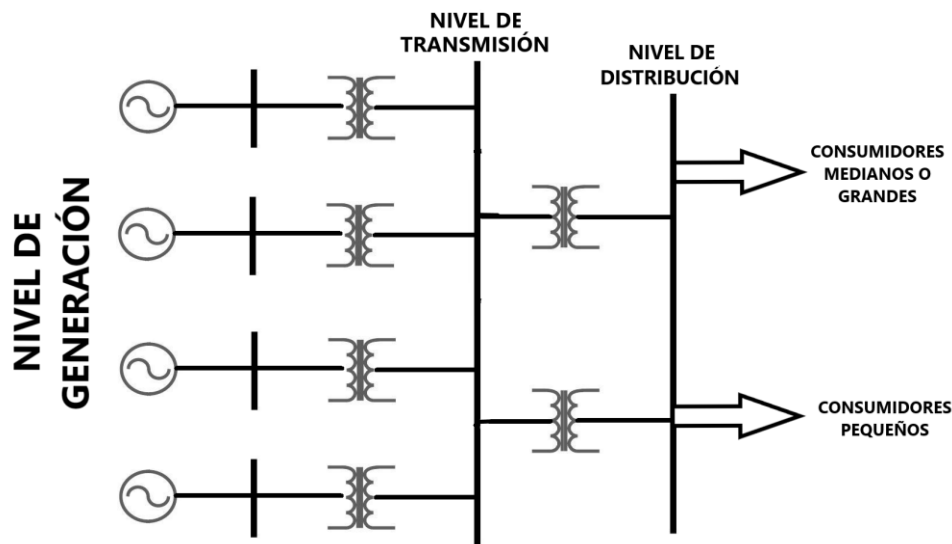 NIVEL DE
TRANSMISIÓN
NIVEL DE
DISTRIBUCIÓN
NIVEL DE
GENERACIÓN
CONSUMIDORES
MEDIANOS O
GRANDES
CONSUMIDORES
PEQUEÑOS